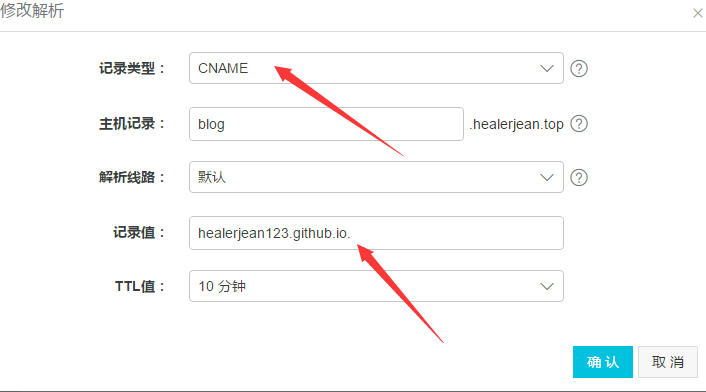 修改解析
记录类型： CNAME
主机记录： blog .healerjean.top
解析线路： 默认
记录值： healerjean123.github.io.
TTL值： 10 分钟
确 认 取 消